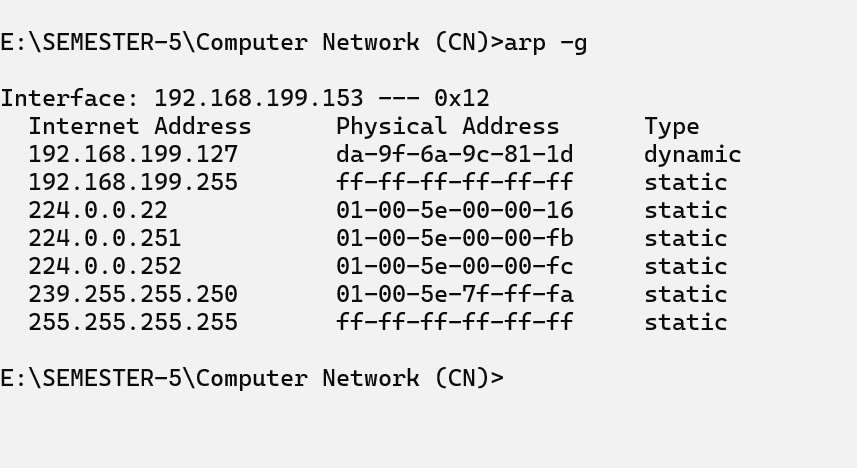 E:\SEMESTER-5\Computer Network (CN)>arp -g
Interface: 192.168.199.153 --- 0x12
Internet Address Physical Address Type
192.168.199.127 da-9f-6a-9c-81-1d dynamic
192.168.199.255 ff-ff-ff-ff-ff-ff static
224.0.0.22 01-00-5e-00-00-16 static
224.0.0.251 01-00-5e-00-00-fb static
224.0.0.252 01-00-5e-00-00-fc static
239.255.255.250 01-00-5e-7f-ff-fa static
255.255.255.255 ff-ff-ff-ff-ff-ff static
E:\SEMESTER-5\Computer Network (CN)>